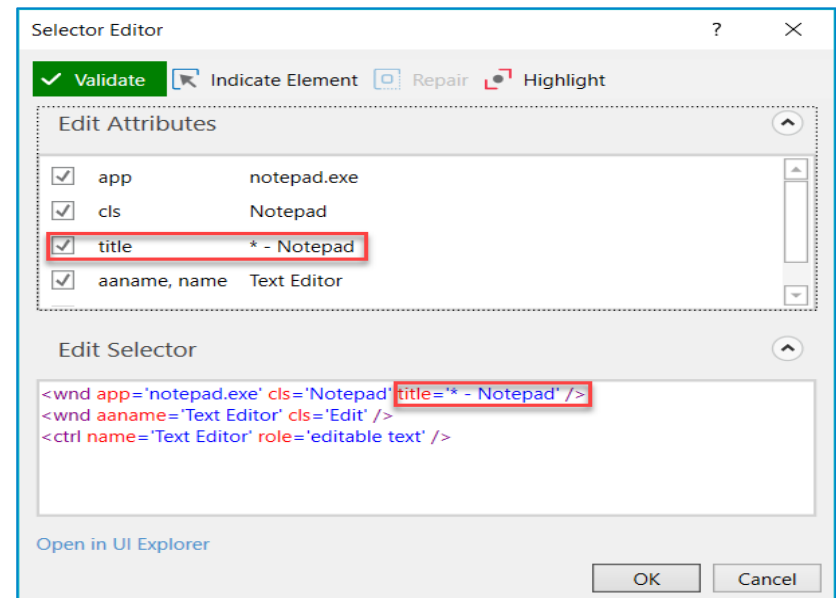 Selector Editor ? ×
Validate Indicate Element Repair Highlight
Edit Attributes
app notepad.exe
cls Notepad
title * - Notepad
aaname, name Text Editor
Edit Selector
<wnd app='notepad.exe' cls='Notepad' title='* - Notepad' />
<wnd aaname='Text Editor' cls='Edit' />
<ctrl name='Text Editor' role='editable text' />
Open in UI Explorer
OK Cancel